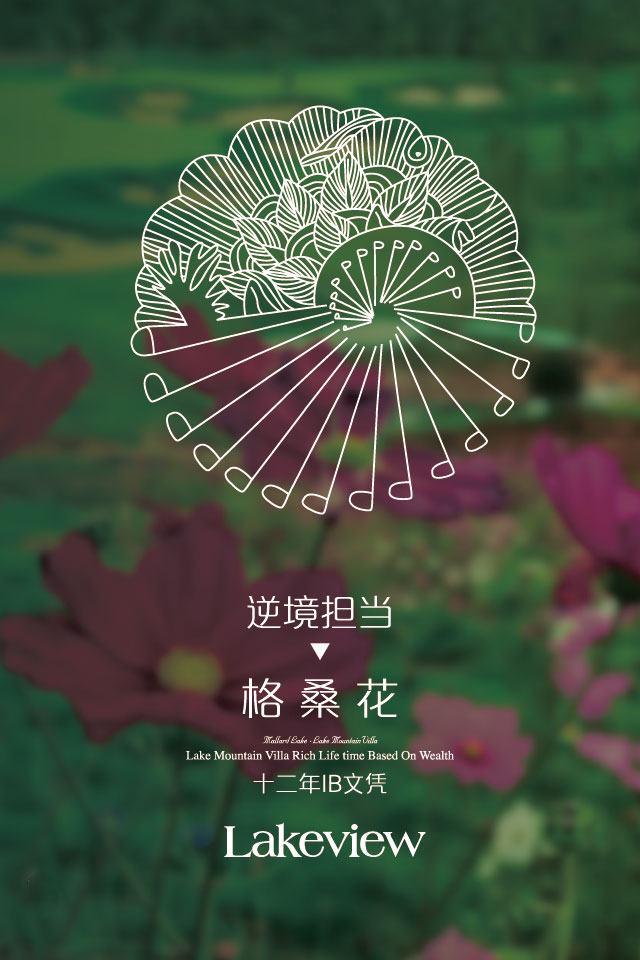 逆境担当
格桑花
Mallard Lake · Lake Mountain Villa
Lake Mountain Villa Rich Life time Based On Wealth
十二年IB文凭
Lakeview